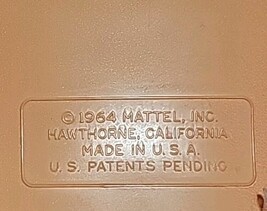 © 1964 MATTEL, INC.
HAWTHORNE, CALIFORNIA
MADE IN U.S.A.
U.S. PATENTS PENDING